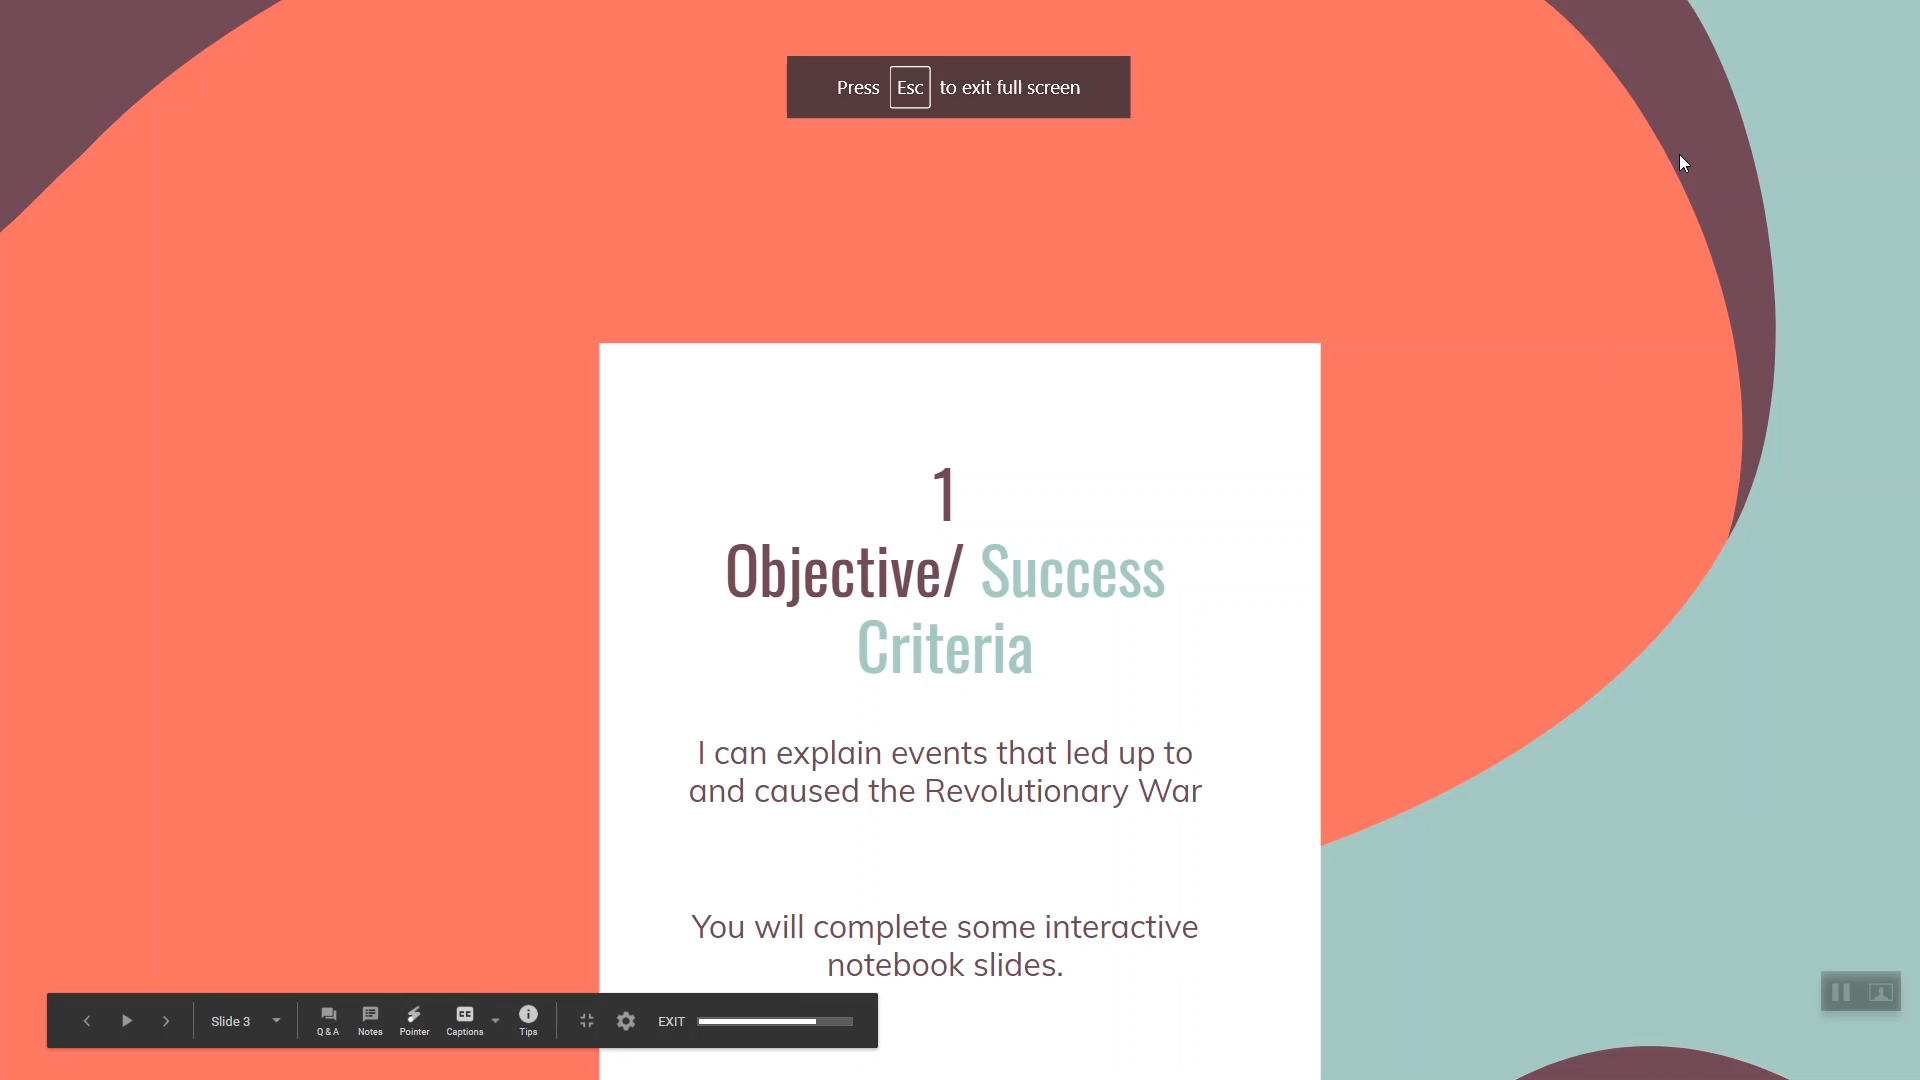 Press Esc to exit full screen
1
Objective/ Success
Criteria
I can explain events that led up to
and caused the Revolutionary War
You will complete some interactive
notebook slides.
Slide 3
Q & A
Notes
Pointer
CC
Captions
Tips
EXIT